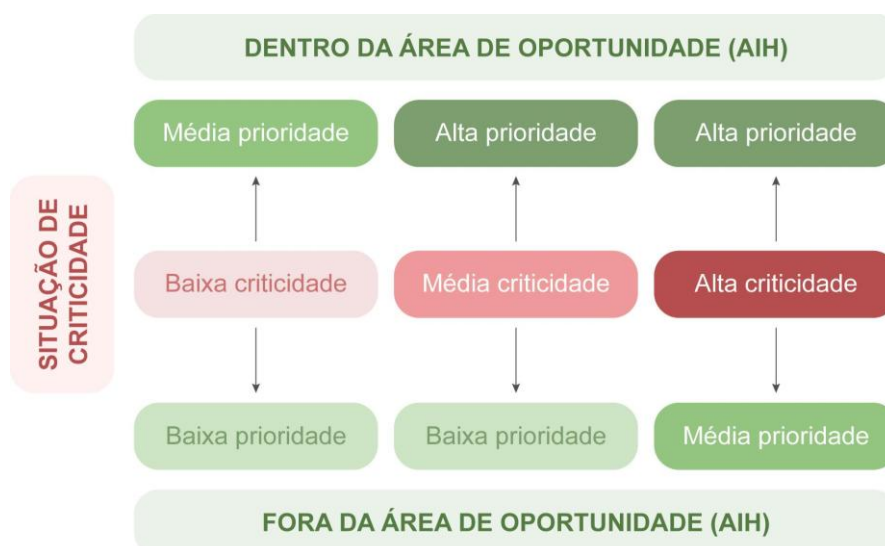 DENTRO DA ÁREA DE OPORTUNIDADE (AIH)
Média prioridade
Alta prioridade
Alta prioridade
SITUAÇÃO DE
CRITICIDADE
Baixa criticidade
Média criticidade
Alta criticidade
Baixa prioridade
Baixa prioridade
Média prioridade
FORA DA ÁREA DE OPORTUNIDADE (AIH)